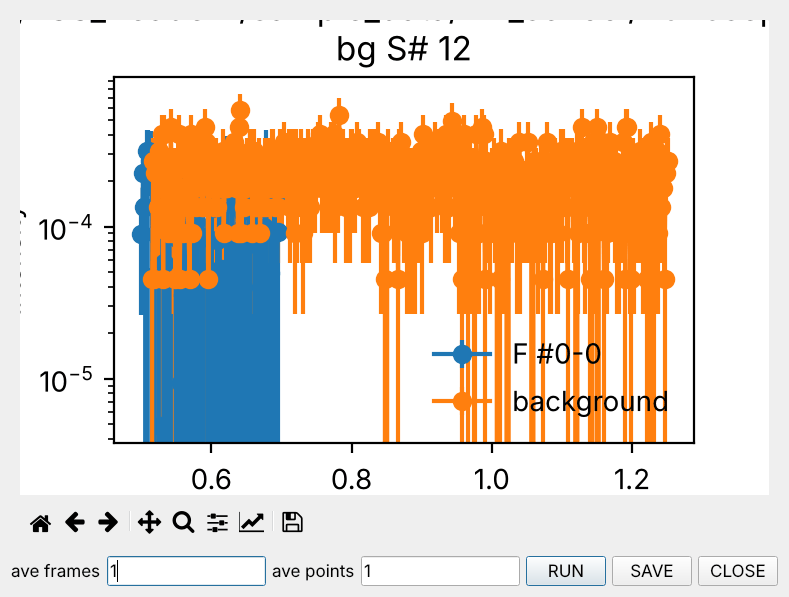 bg S# 12
10⁻⁴
10⁻⁵
F #0-0
background
0.6 0.8 1.0 1.2
ave frames 1 ave points 1 RUN SAVE CLOSE